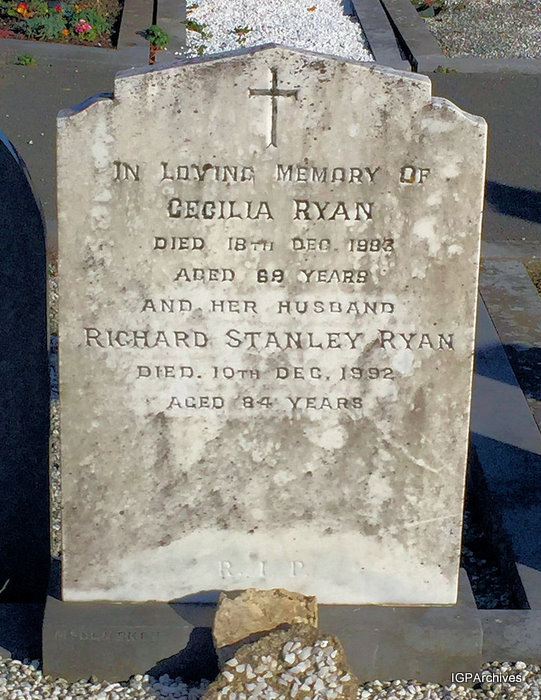 IN LOVING MEMORY OF
CECILIA RYAN
DIED 18TH DEC. 1983
AGED 69 YEARS
AND HER HUSBAND
RICHARD STANLEY RYAN
DIED. 10TH DEC. 1992
AGED 84 YEARS
R.I.P
IGPArchives